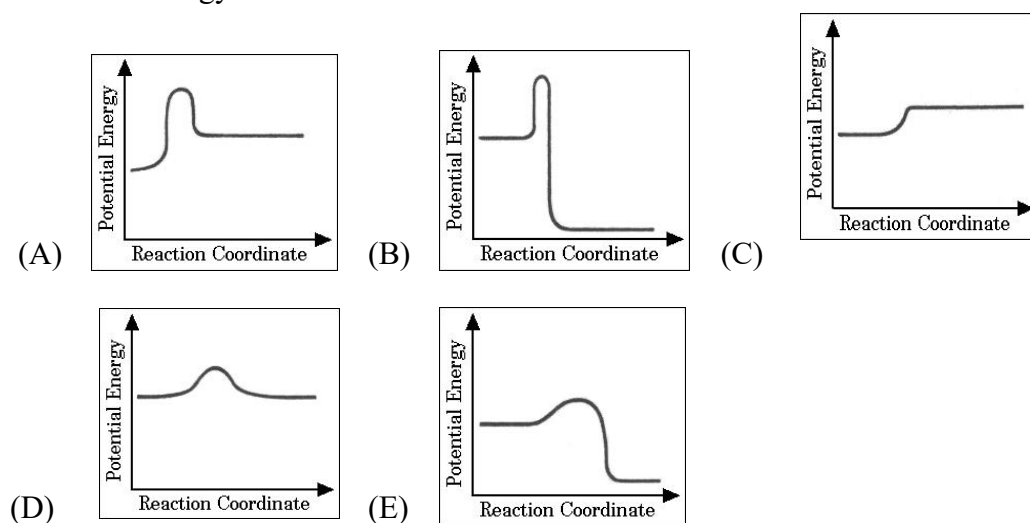 Potential Energy
Reaction Coordinate
(A)
Potential Energy
Reaction Coordinate
(B)
Potential Energy
Reaction Coordinate
(C)
Potential Energy
Reaction Coordinate
(D)
Potential Energy
Reaction Coordinate
(E)